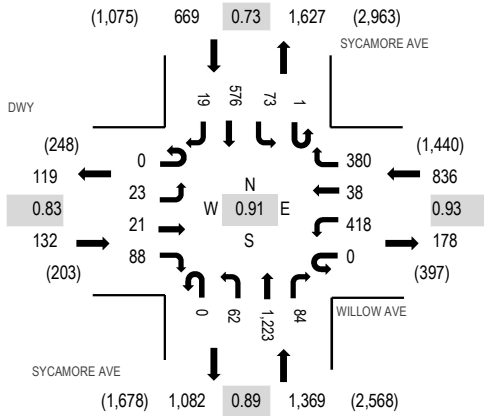 (1,075) 669 0.73 1,627 (2,963)
SYCAMORE AVE
DWY
19 576 73 1
(248)
119
0.83
132
(203)
0
23
21
88
N
W 0.91 E
S
380
38
418
0
(1,440)
836
0.93
178
(397)
0 62 1,223 84
WILLOW AVE
SYCAMORE AVE
(1,678) 1,082 0.89 1,369 (2,568)